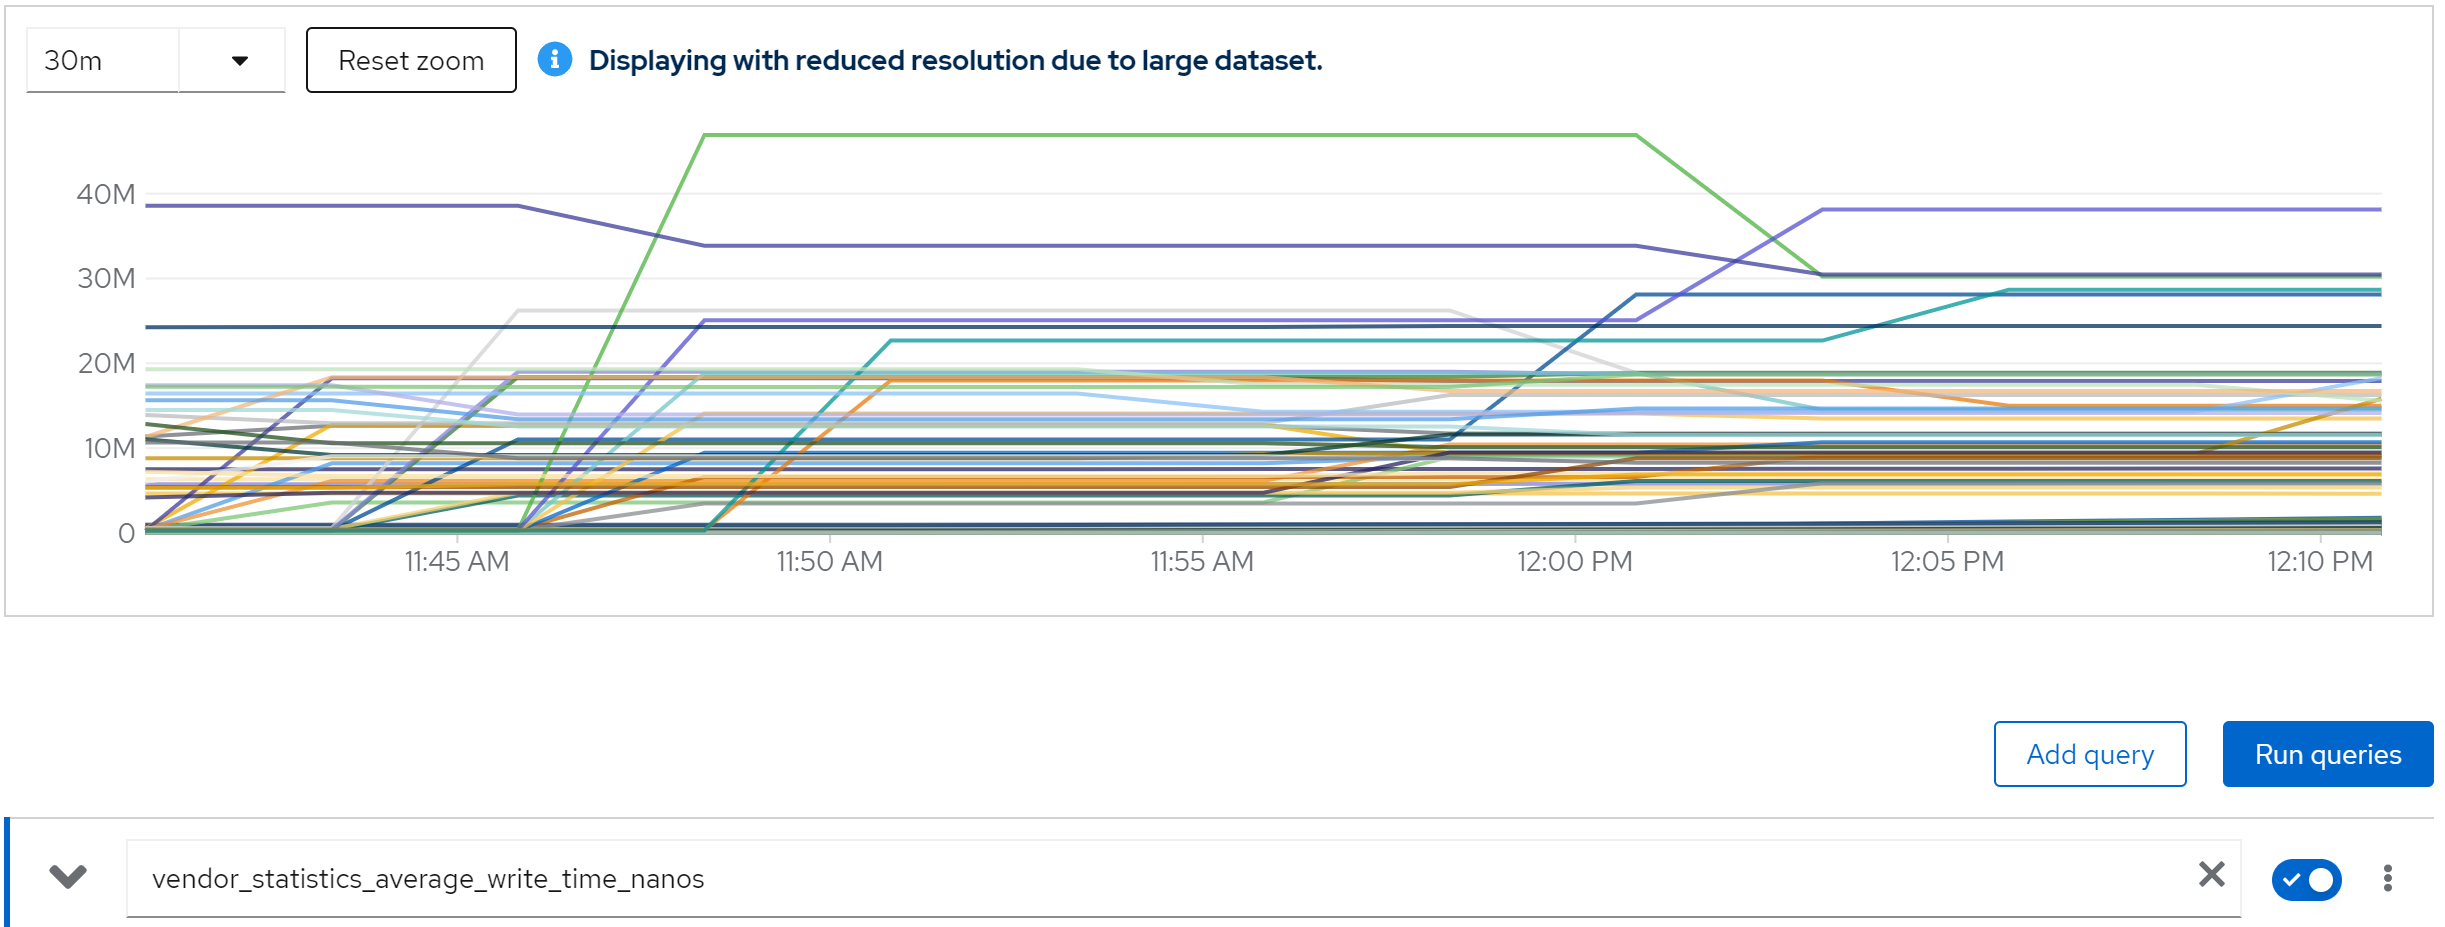 30m
Reset zoom
Displaying with reduced resolution due to large dataset.
40M
30M
20M
10M
0
11:45 AM 11:50 AM 11:55 AM 12:00 PM 12:05 PM 12:10 PM
Add query
Run queries
vendor_statistics_average_write_time_nanos